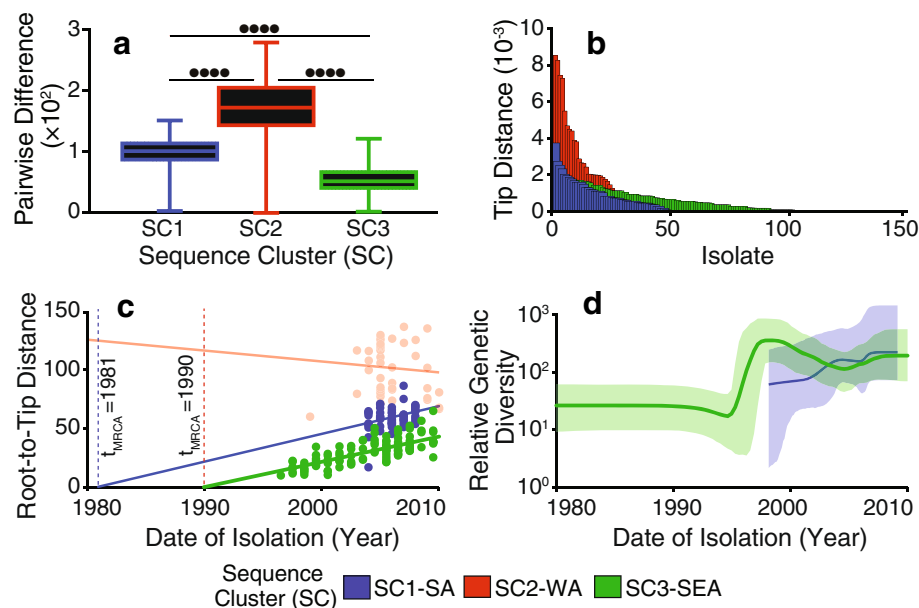 a
Pairwise Difference
(×10²)
3
2
1
0
SC1 SC2 SC3
Sequence Cluster (SC)
b
Tip Distance (10⁻³)
10
8
6
4
2
0
0 50 100 150
Isolate
c
Root-to-Tip Distance
150
100
50
0
t_MRCA=1981
t_MRCA=1990
1980 1990 2000 2010
Date of Isolation (Year)
d
Relative Genetic
Diversity
10³
10²
10¹
10⁰
1980 1990 2000 2010
Date of Isolation (Year)
Sequence
Cluster (SC)
SC1-SA SC2-WA SC3-SEA